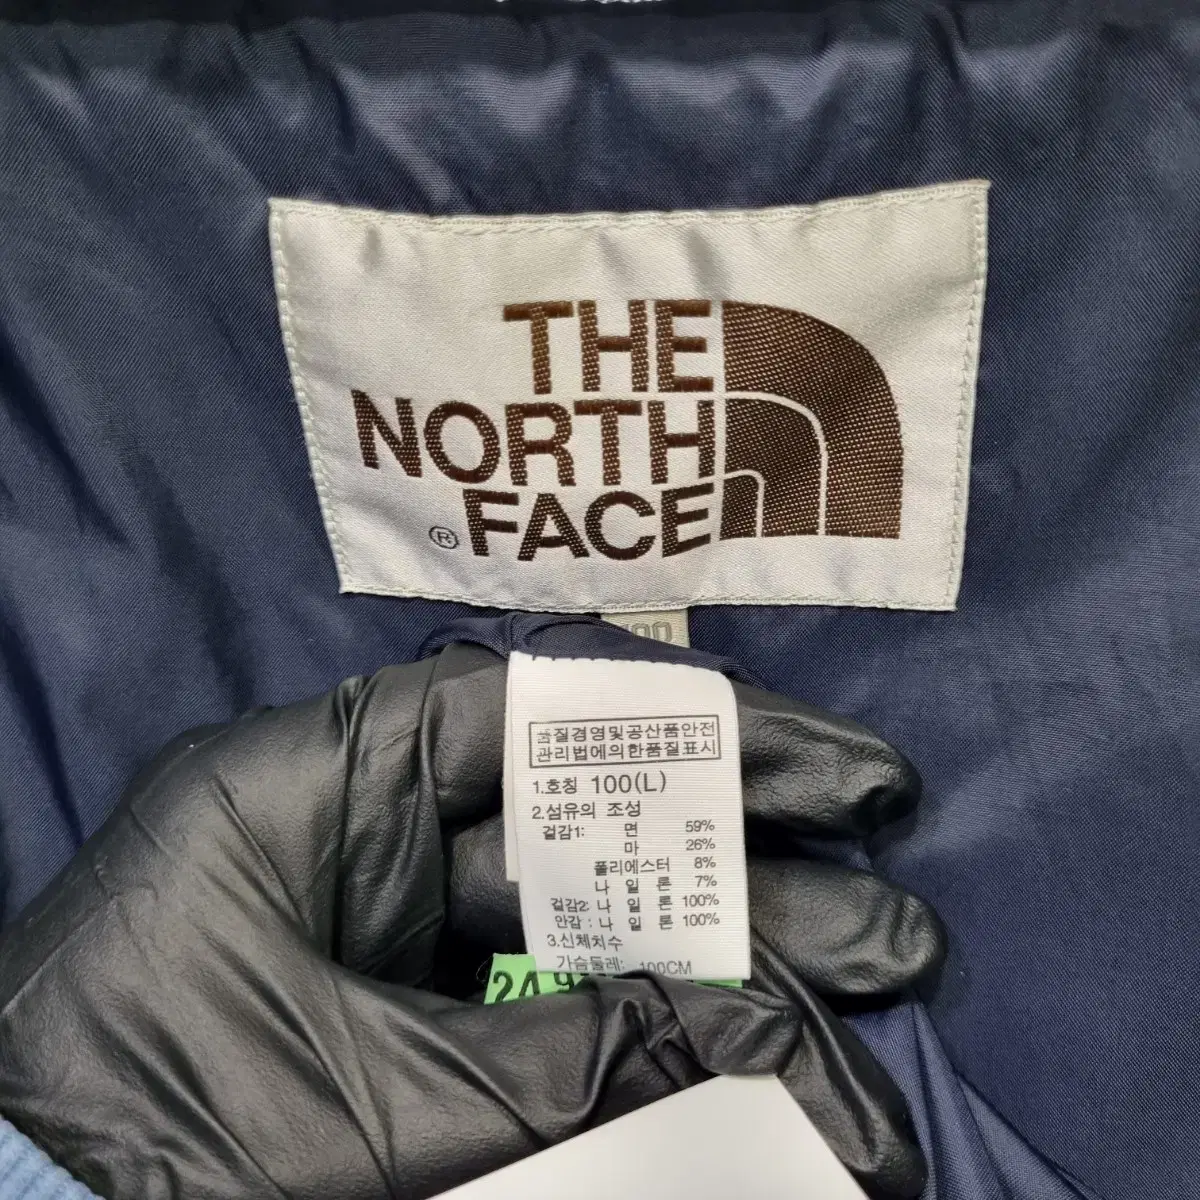 THE
NORTH
FACE
®
품질경영및공산품안전
관리법에의한품질표시
1.호칭 100(L)
2.섬유의 조성
겉감1: 면 59%
마 26%
폴리에스터 8%
나 일 론 7%
겉감2: 나 일 론 100%
안감 : 나 일 론 100%
3.신체치수
가슴둘레: 100CM